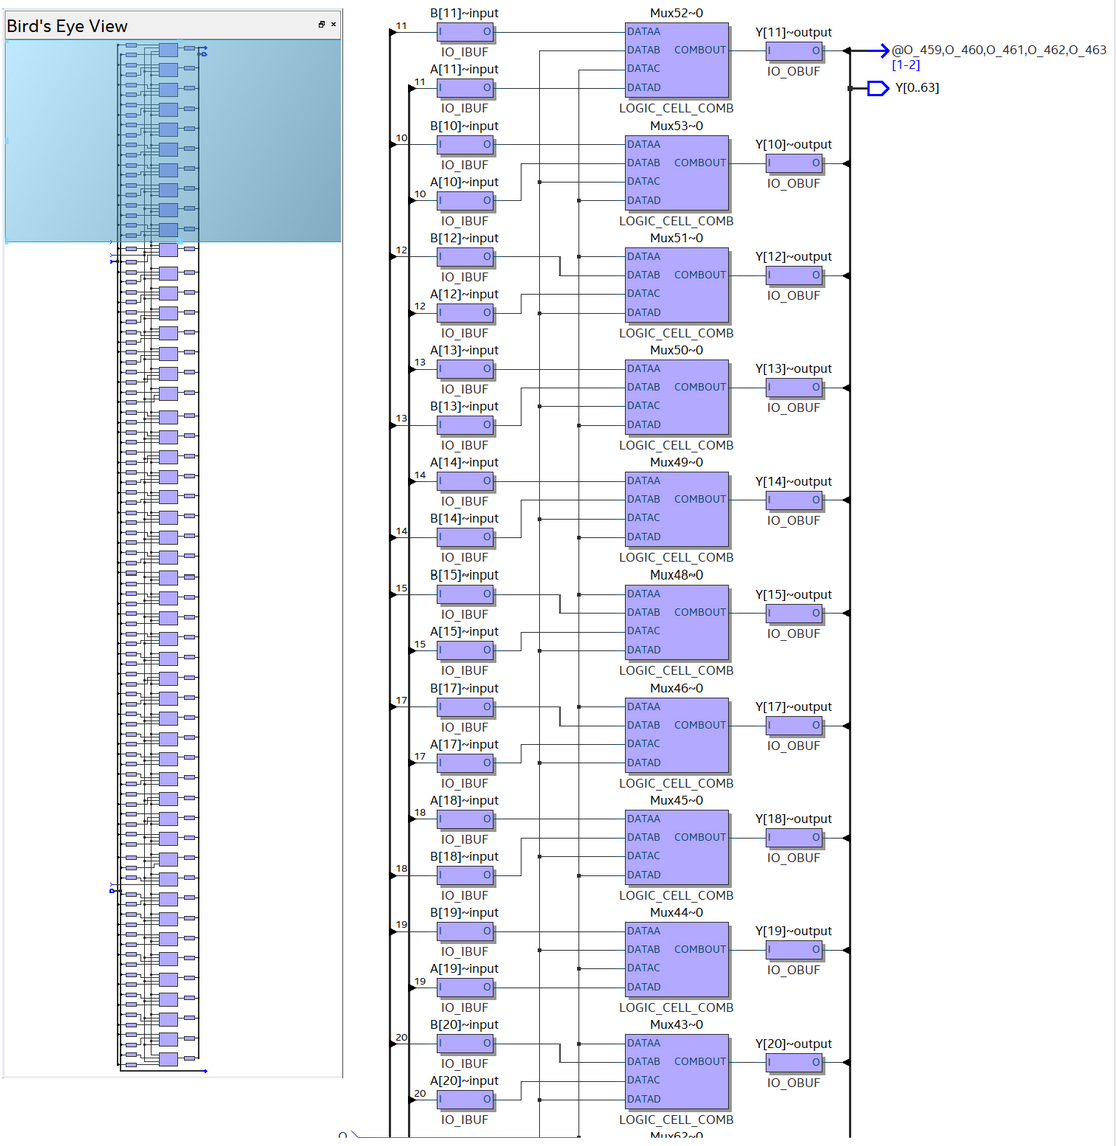 Bird's Eye View
B[11]~input
Mux52~0
11
I O
DATAA
Y[11]~output
IO_IBUF
DATAB COMBOUT
I O
@O_459,O_460,O_461,O_462,O_463
[1-2]
A[11]~input
DATAC
IO_OBUF
11
I O
DATAD
Y[0..63]
IO_IBUF
LOGIC_CELL_COMB
B[10]~input
Mux53~0
10
I O
DATAA
Y[10]~output
IO_IBUF
DATAB COMBOUT
I O
A[10]~input
DATAC
IO_OBUF
10
I O
DATAD
IO_IBUF
LOGIC_CELL_COMB
B[12]~input
Mux51~0
12
I O
DATAA
Y[12]~output
IO_IBUF
DATAB COMBOUT
I O
A[12]~input
DATAC
IO_OBUF
12
I O
DATAD
IO_IBUF
LOGIC_CELL_COMB
A[13]~input
Mux50~0
13
I O
DATAA
Y[13]~output
IO_IBUF
DATAB COMBOUT
I O
B[13]~input
DATAC
IO_OBUF
13
I O
DATAD
IO_IBUF
LOGIC_CELL_COMB
A[14]~input
Mux49~0
14
I O
DATAA
Y[14]~output
IO_IBUF
DATAB COMBOUT
I O
B[14]~input
DATAC
IO_OBUF
14
I O
DATAD
IO_IBUF
LOGIC_CELL_COMB
B[15]~input
Mux48~0
15
I O
DATAA
Y[15]~output
IO_IBUF
DATAB COMBOUT
I O
A[15]~input
DATAC
IO_OBUF
15
I O
DATAD
IO_IBUF
LOGIC_CELL_COMB
B[17]~input
Mux46~0
17
I O
DATAA
Y[17]~output
IO_IBUF
DATAB COMBOUT
I O
A[17]~input
DATAC
IO_OBUF
17
I O
DATAD
IO_IBUF
LOGIC_CELL_COMB
A[18]~input
Mux45~0
18
I O
DATAA
Y[18]~output
IO_IBUF
DATAB COMBOUT
I O
B[18]~input
DATAC
IO_OBUF
18
I O
DATAD
IO_IBUF
LOGIC_CELL_COMB
B[19]~input
Mux44~0
19
I O
DATAA
Y[19]~output
IO_IBUF
DATAB COMBOUT
I O
A[19]~input
DATAC
IO_OBUF
19
I O
DATAD
IO_IBUF
LOGIC_CELL_COMB
B[20]~input
Mux43~0
20
I O
DATAA
Y[20]~output
IO_IBUF
DATAB COMBOUT
I O
A[20]~input
DATAC
IO_OBUF
20
I O
DATAD
IO_IBUF
LOGIC_CELL_COMB
Mux62~0